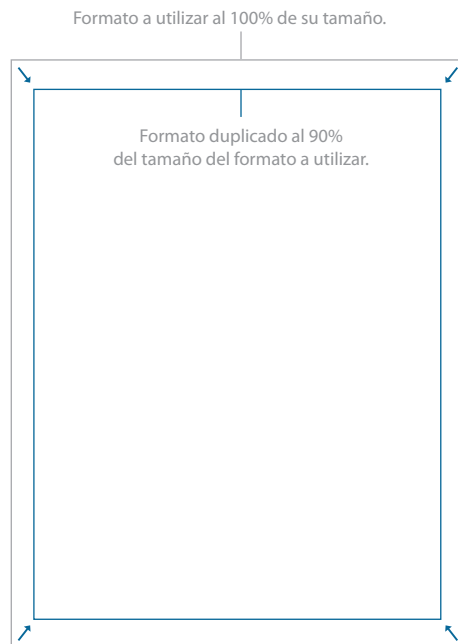 Formato a utilizar al 100% de su tamaño.
Formato duplicado al 90%
del tamaño del formato a utilizar.